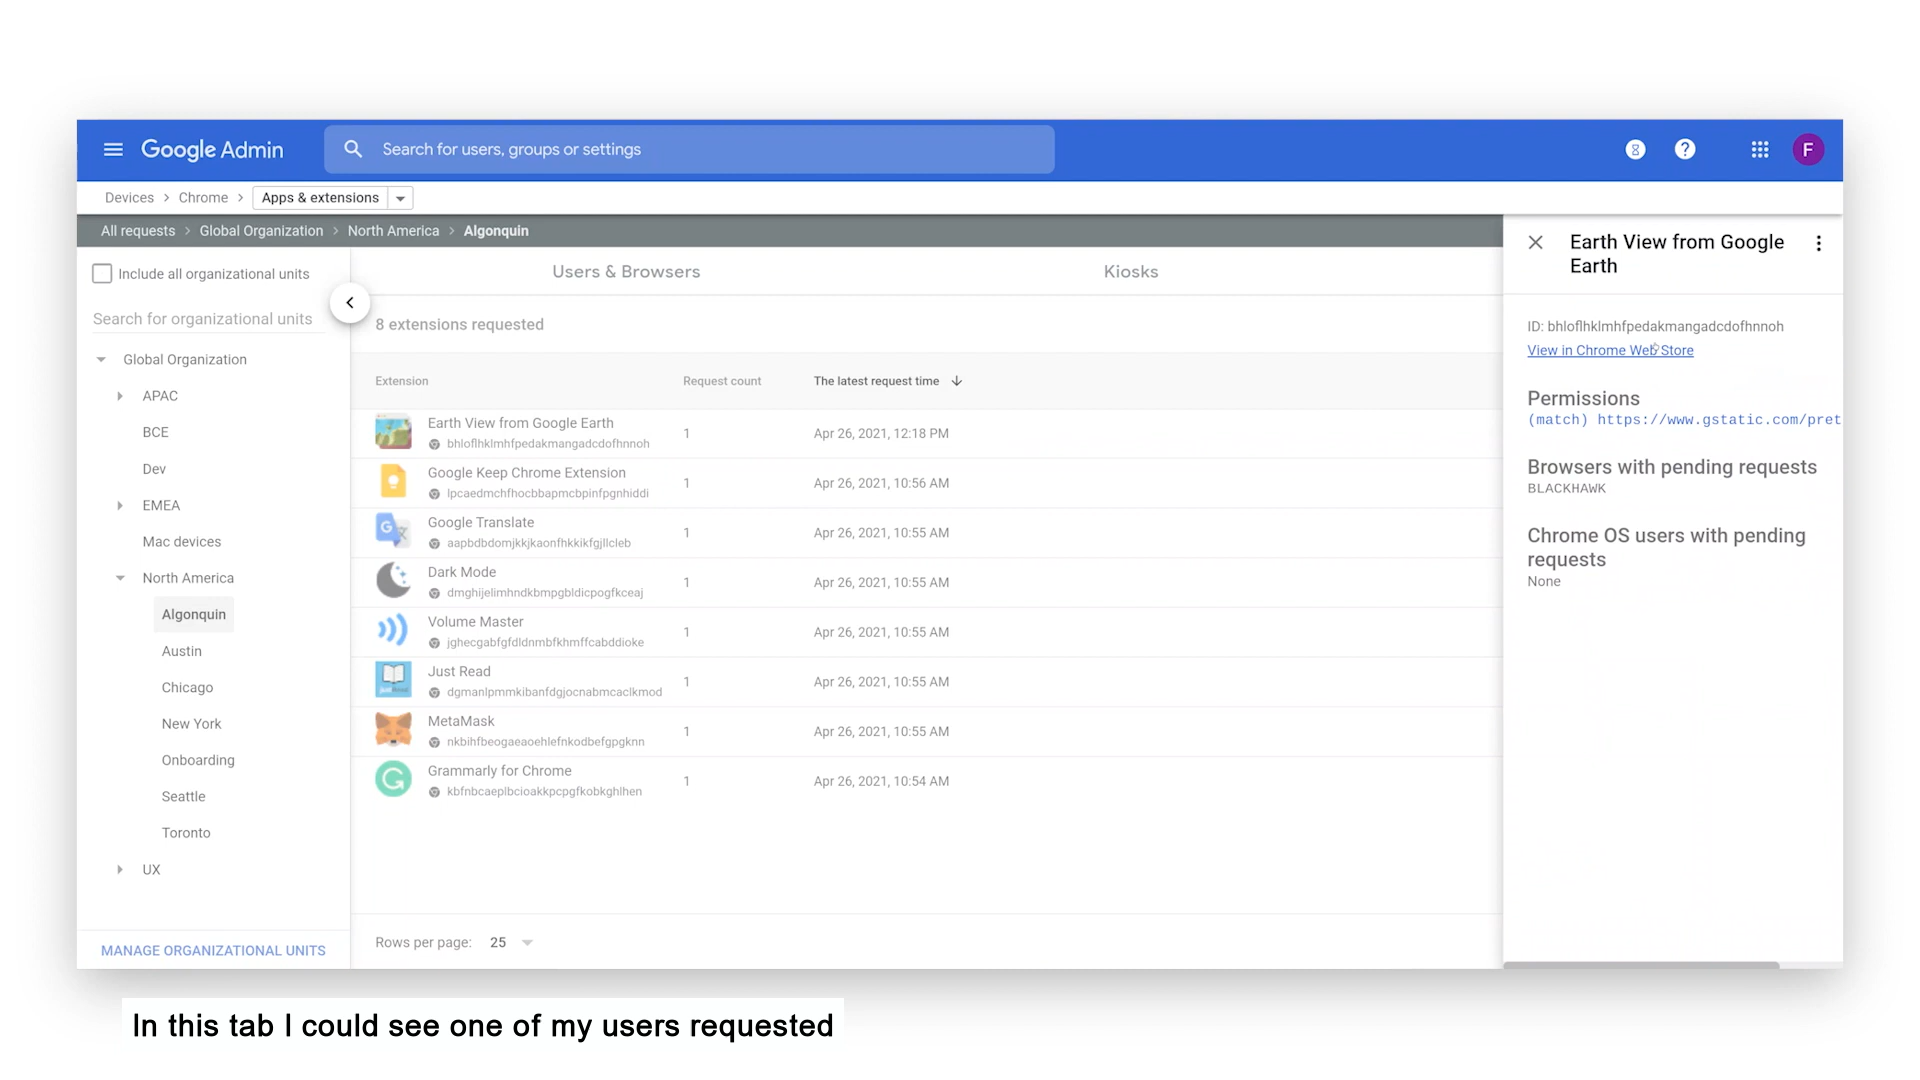 Google Admin
Search for users, groups or settings
F
Devices > Chrome > Apps & extensions
All requests > Global Organization > North America > Algonquin
Include all organizational units
Search for organizational units
Global Organization
APAC
BCE
Dev
EMEA
Mac devices
North America
Algonquin
Austin
Chicago
New York
Onboarding
Seattle
Toronto
UX
MANAGE ORGANIZATIONAL UNITS
Users & Browsers
Kiosks
8 extensions requested
Extension Request count The latest request time
Earth View from Google Earth 1 Apr 26, 2021, 12:18 PM
bhloflhklmhfpedakmangadcdofhnnoh
Google Keep Chrome Extension 1 Apr 26, 2021, 10:56 AM
lpcaedmchfhocbbapmcbpinfpgnhiddi
Google Translate 1 Apr 26, 2021, 10:55 AM
aapbdbdomjkkjkaonfhkkikfgjllcleb
Dark Mode 1 Apr 26, 2021, 10:55 AM
dmghijelimhndkbmpgbldicpogfkceaj
Volume Master 1 Apr 26, 2021, 10:55 AM
jghecgabfgfdldnmbfkhmffcabddioke
Just Read 1 Apr 26, 2021, 10:55 AM
dgmanlpmmkibanfdgjocnabmcaclkmod
MetaMask 1 Apr 26, 2021, 10:55 AM
nkbihfbeogaeaoehlefnkodbefgpgknn
Grammarly for Chrome 1 Apr 26, 2021, 10:54 AM
kbfnbcaeplbcioakkpcpgfkobkghlhen
Rows per page: 25
Earth View from Google
Earth
ID: bhloflhklmhfpedakmangadcdofhnnoh
View in Chrome Web Store
Permissions
(match) https://www.gstatic.com/pret
Browsers with pending requests
BLACKHAWK
Chrome OS users with pending
requests
None
In this tab I could see one of my users requested